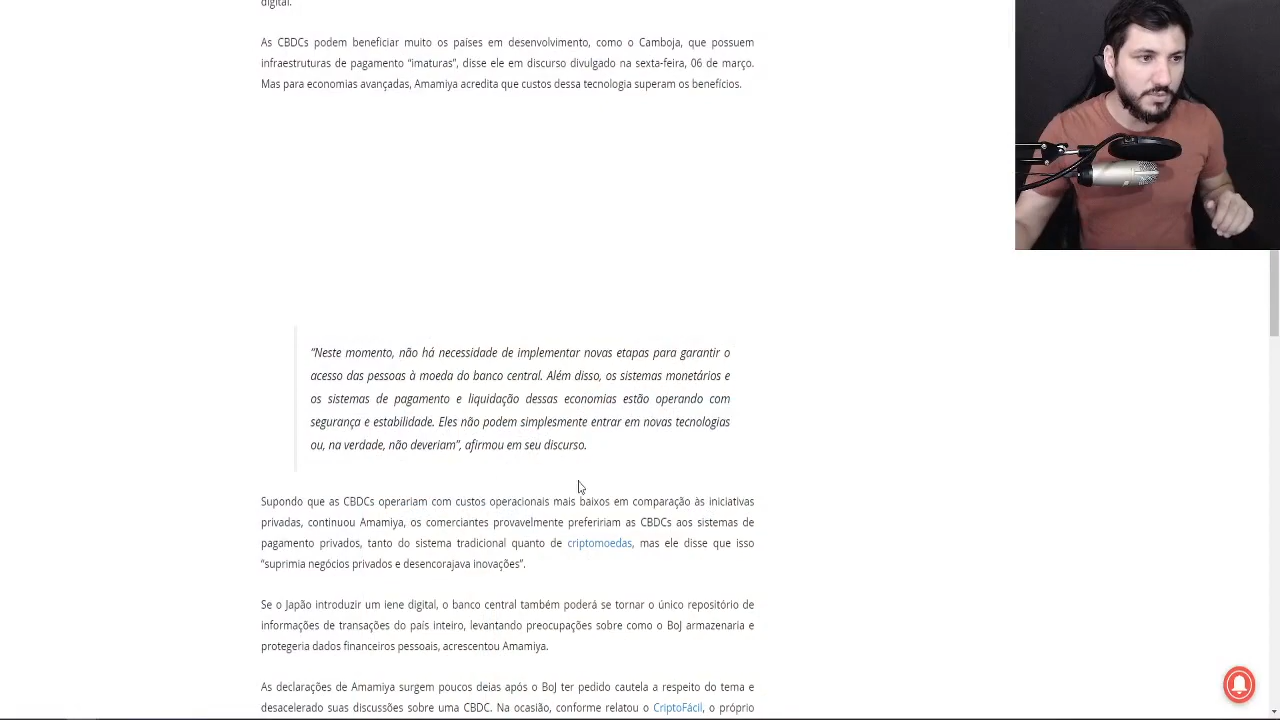 digital.
As CBDCs podem beneficiar muito os países em desenvolvimento, como o Camboja, que possuem
infraestruturas de pagamento “imaturas”, disse ele em discurso divulgado na sexta-feira, 06 de março.
Mas para economias avançadas, Amamiya acredita que custos dessa tecnologia superam os benefícios.
“Neste momento, não há necessidade de implementar novas etapas para garantir o
acesso das pessoas à moeda do banco central. Além disso, os sistemas monetários e
os sistemas de pagamento e liquidação dessas economias estão operando com
segurança e estabilidade. Eles não podem simplesmente entrar em novas tecnologias
ou, na verdade, não deveriam”, afirmou em seu discurso.
Supondo que as CBDCs operariam com custos operacionais mais baixos em comparação às iniciativas
privadas, continuou Amamiya, os comerciantes provavelmente prefeririam as CBDCs aos sistemas de
pagamento privados, tanto do sistema tradicional quanto de criptomoedas, mas ele disse que isso
“suprimia negócios privados e desencorajava inovações”.
Se o Japão introduzir um iene digital, o banco central também poderá se tornar o único repositório de
informações de transações do país inteiro, levantando preocupações sobre como o BoJ armazenaria e
protegeria dados financeiros pessoais, acrescentou Amamiya.
As declarações de Amamiya surgem poucos deias após o BoJ ter pedido cautela a respeito do tema e
desacelerado suas discussões sobre uma CBDC. Na ocasião, conforme relatou o CriptoFácil, o próprio